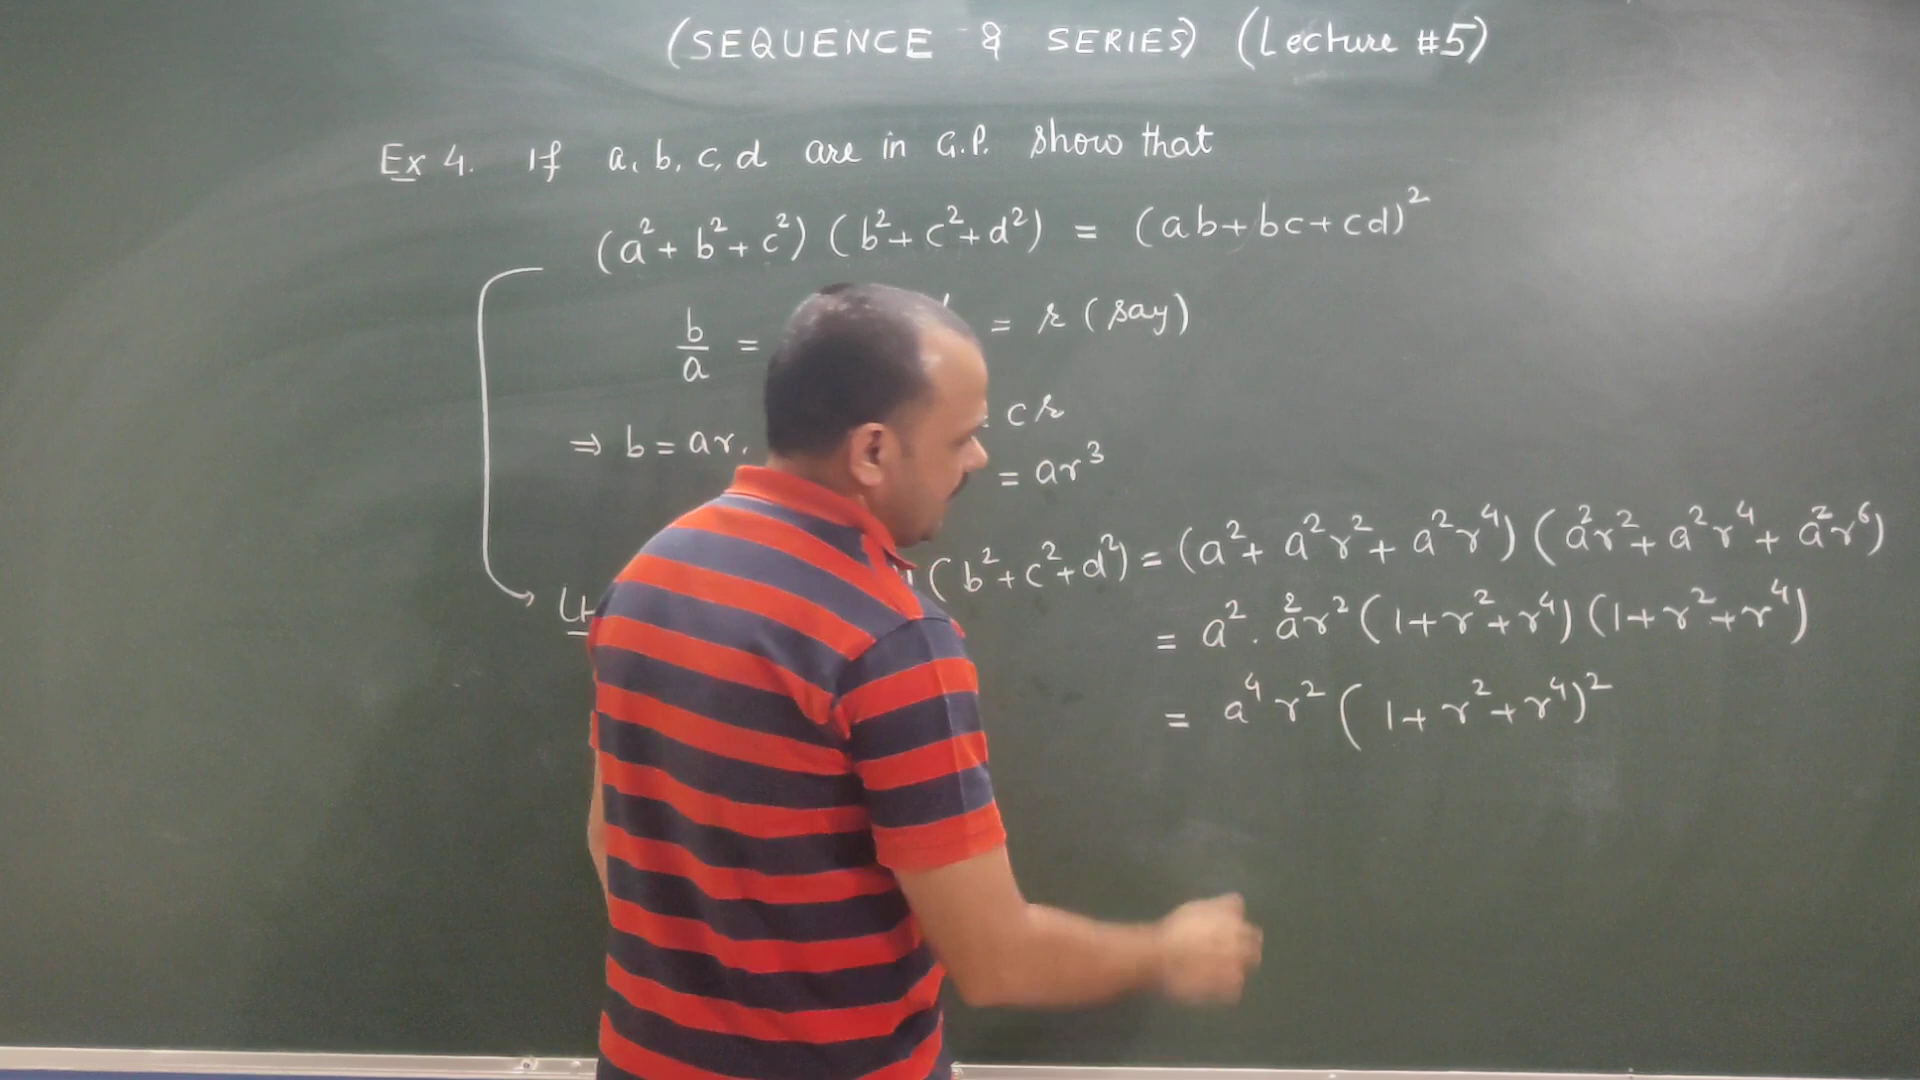 (SEQUENCE & SERIES) (Lecture #5)
Ex 4. If a, b, c, d are in G.P. show that
(a² + b² + c²) (b² + c² + d²) = (ab + bc + cd)²
b/a = = r (say)
⇒ b = ar, cr
= ar³
(b² + c² + d²) = (a² + a²r² + a²r⁴) (a²r² + a²r⁴ + a²r⁶)
= a² . a²r² (1 + r² + r⁴) (1 + r² + r⁴)
= a⁴ r² (1 + r² + r⁴)²